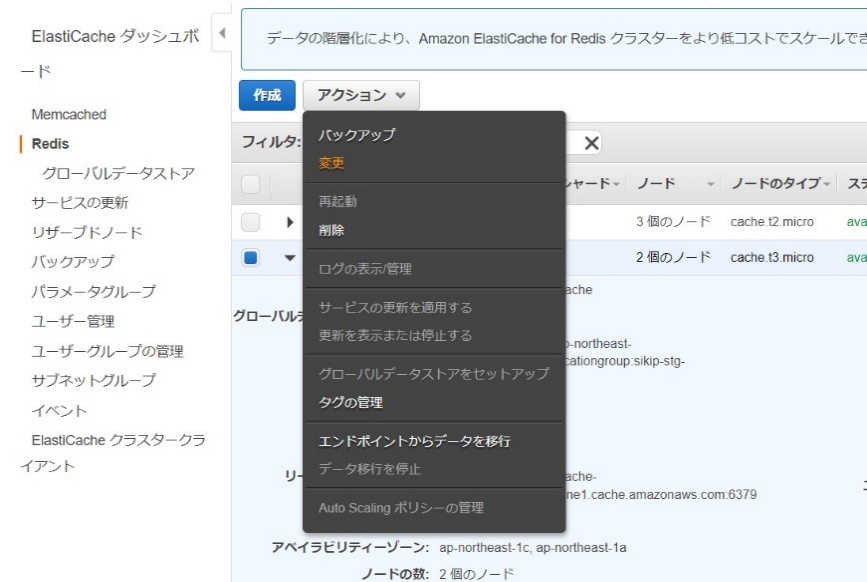 ElastiCache ダッシュボ
ード
Memcached
Redis
グローバルデータストア
サービスの更新
リザーブドノード
バックアップ
パラメータグループ
ユーザー管理
ユーザーグループの管理
サブネットグループ
イベント
ElastiCache クラスタークラ
イアント
データの階層化により、Amazon ElastiCache for Redis クラスターをより低コストでスケールでき
作成
アクション
フィルタ:
バックアップ
変更
再起動
削除
ログの表示/管理
サービスの更新を適用する
更新を表示または停止する
グローバルデータストアをセットアップ
タグの管理
エンドポイントからデータを移行
データ移行を停止
Auto Scaling ポリシーの管理
シャード ノード ノードのタイプ ステ
3 個のノード cache.t2.micro ava
2 個のノード cache.t3.micro ava
ache
グローバルデ
p-northeast-
cationgroup:sikip-stg-
リー
ache-
ne1.cache.amazonaws.com:6379
アベイラビリティーゾーン: ap-northeast-1c, ap-northeast-1a
ノードの数: 2 個のノード